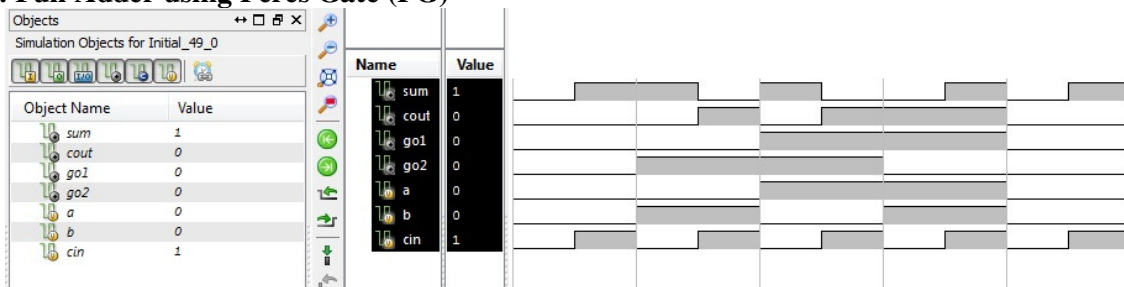 . Full Adder using Peres Gate (PG)
Objects
Simulation Objects for Initial_49_0
Object Name Value
sum 1
cout 0
go1 0
go2 0
a 0
b 0
cin 1
Name Value
sum 1
cout 0
go1 0
go2 0
a 0
b 0
cin 1